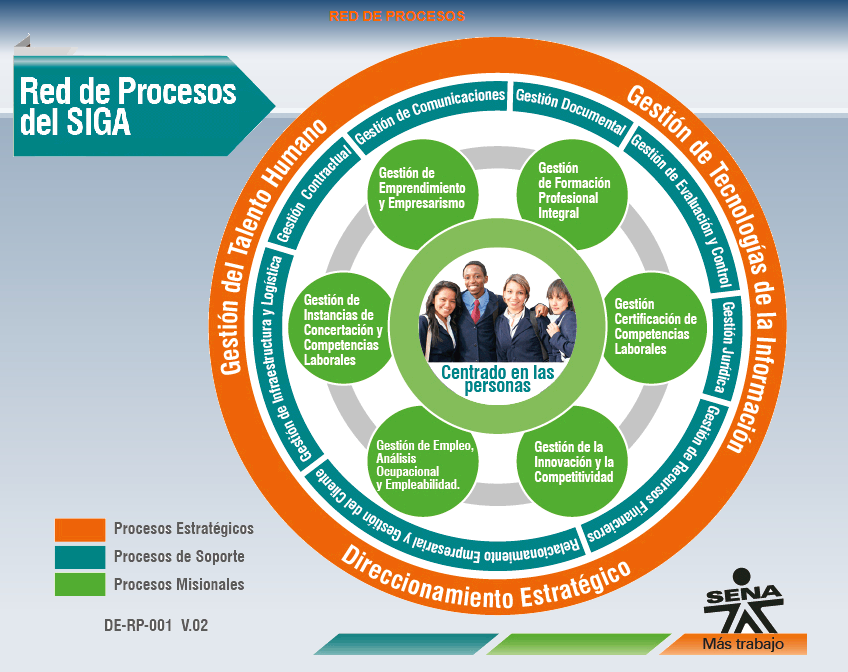 RED DE PROCESOS
Red de Procesos
del SIGA
Gestión del Talento Humano
Gestión de Tecnologías de la Información
Direccionamiento Estratégico
Gestión de Comunicaciones
Gestión Documental
Gestión de Evaluación y Control
Gestión Jurídica
Gestión de Recursos Financieros
Relacionamiento Empresarial y Gestión del Cliente
Gestión de Infraestructura y Logística
Gestión Contractual
Gestión de
Emprendimiento
y Empresarismo
Gestión
de Formación
Profesional
Integral
Gestión de
Instancias de
Concertación y
Competencias
Laborales
Gestión
Certificación de
Competencias
Laborales
Centrado en las
personas
Gestión de Empleo,
Análisis
Ocupacional
y Empleabilidad.
Gestión de la
Innovación y la
Competitividad
Procesos Estratégicos
Procesos de Soporte
Procesos Misionales
DE-RP-001 V.02
SENA
Más trabajo